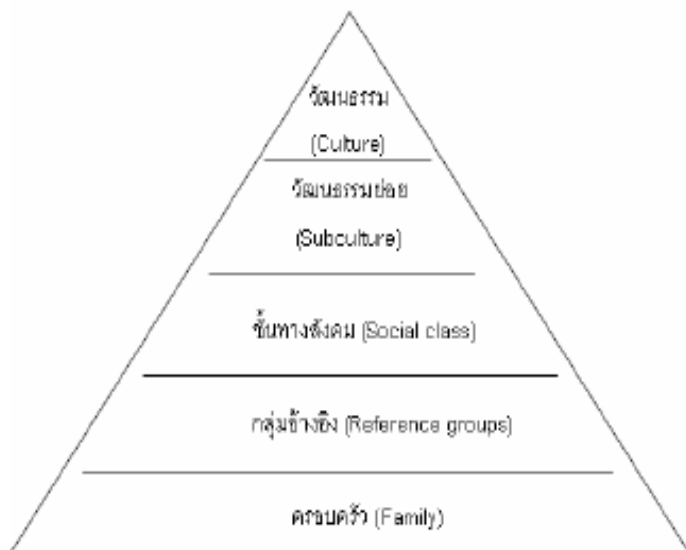 วัฒนธรรม
(Culture)
วัฒนธรรมย่อย
(Subculture)
ชั้นทางสังคม (Social class)
กลุ่มอ้างอิง (Reference groups)
ครอบครัว (Family)